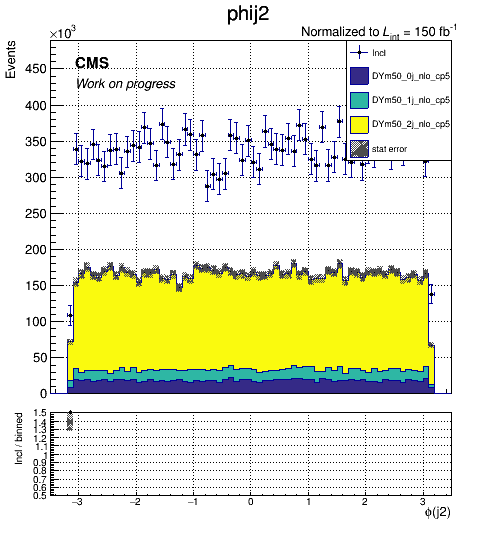 phij2
×10³
Normalized to L_int = 150 fb⁻¹
Events
CMS
Work on progress
Incl
DYm50_0j_nlo_cp5
DYm50_1j_nlo_cp5
DYm50_2j_nlo_cp5
stat error
450
400
350
300
250
200
150
100
50
0
Incl / binned
1.5
1.4
1.3
1.2
1.1
1
0.9
0.8
0.7
0.6
0.5
−3 −2 −1 0 1 2 3
ϕ(j2)